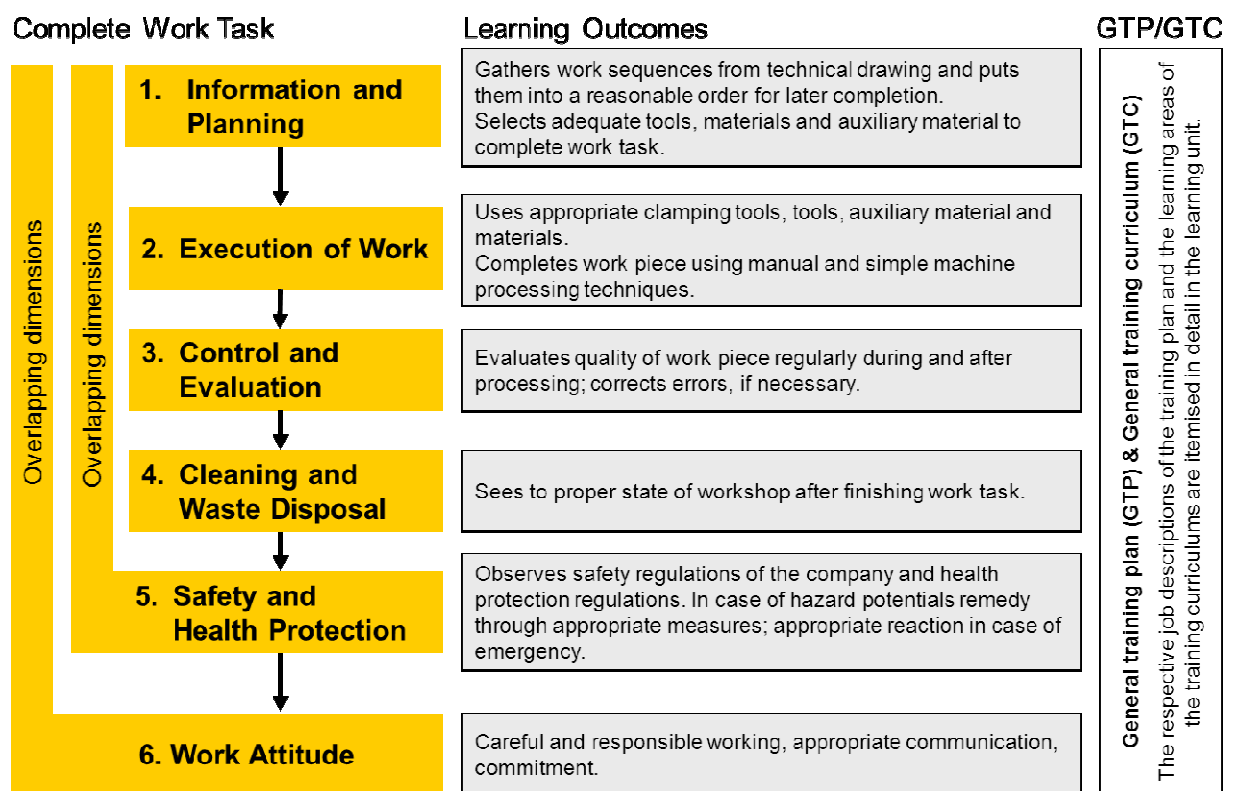 Complete Work Task
Learning Outcomes
GTP/GTC
Overlapping dimensions
Overlapping dimensions
1. Information and
Planning
Gathers work sequences from technical drawing and puts
them into a reasonable order for later completion.
Selects adequate tools, materials and auxiliary material to
complete work task.
2. Execution of Work
Uses appropriate clamping tools, tools, auxiliary material and
materials.
Completes work piece using manual and simple machine
processing techniques.
3. Control and
Evaluation
Evaluates quality of work piece regularly during and after
processing; corrects errors, if necessary.
4. Cleaning and
Waste Disposal
Sees to proper state of workshop after finishing work task.
5. Safety and
Health Protection
Observes safety regulations of the company and health
protection regulations. In case of hazard potentials remedy
through appropriate measures; appropriate reaction in case of
emergency.
6. Work Attitude
Careful and responsible working, appropriate communication,
commitment.
General training plan (GTP) & General training curriculum (GTC)
The respective job descriptions of the training plan and the learning areas of
the training curriculums are itemised in detail in the learning unit.